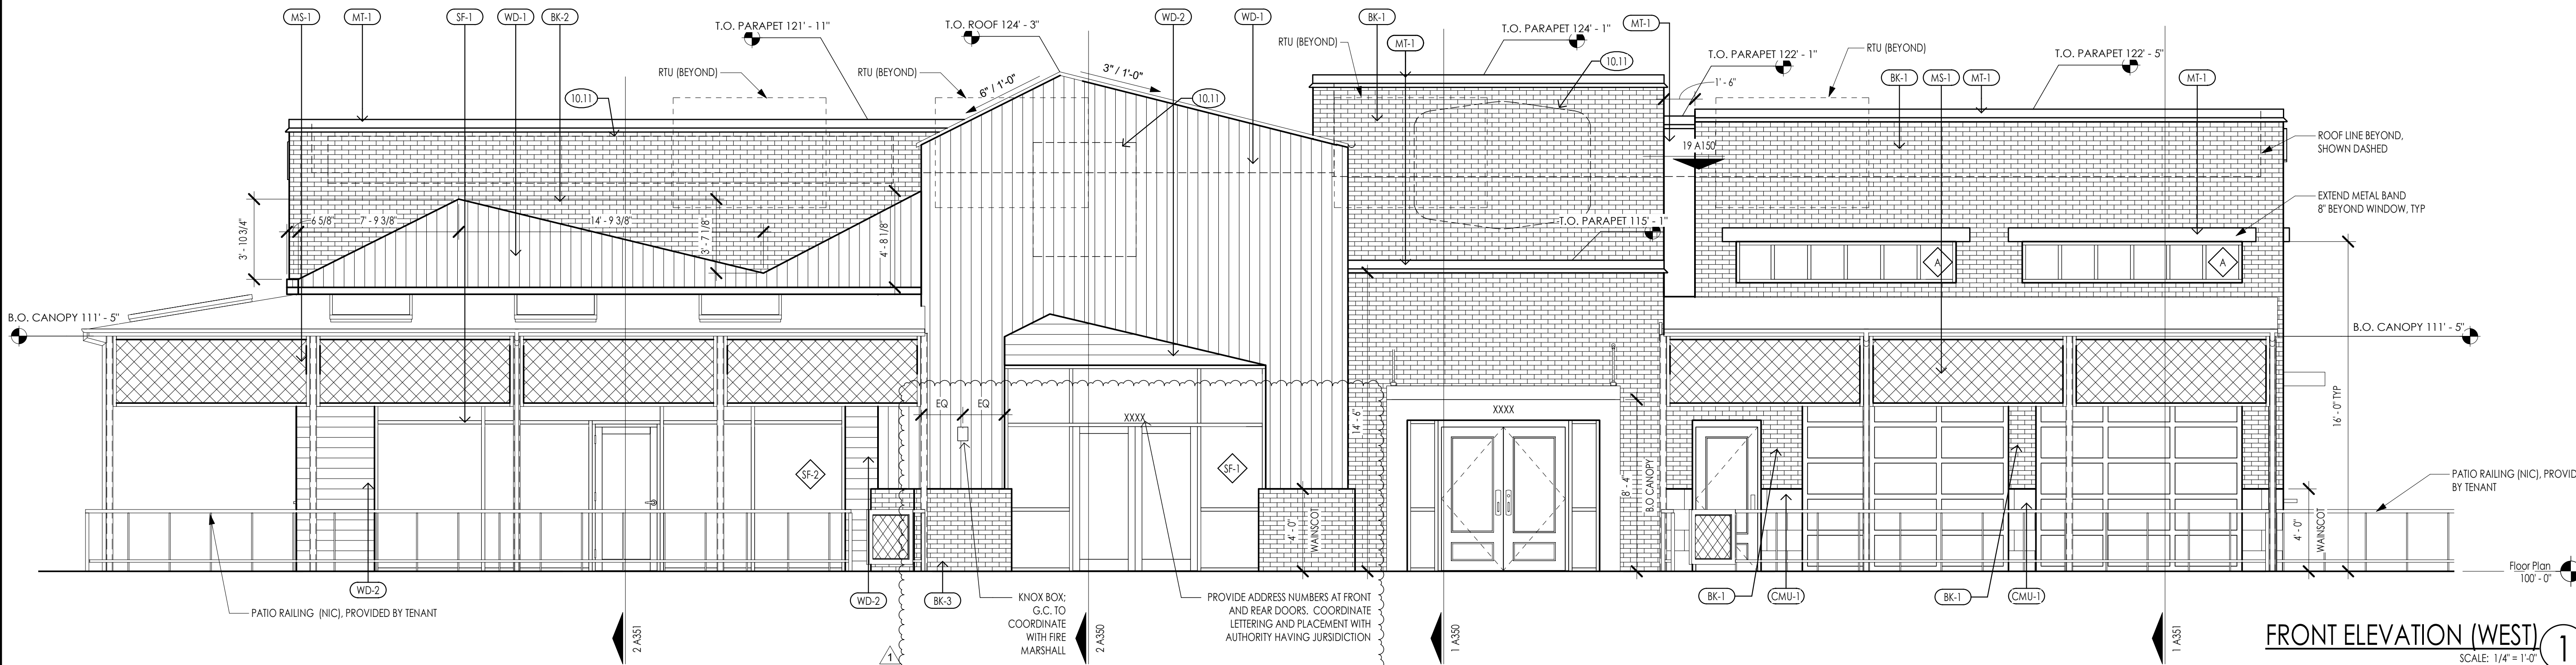 MS-1
MT-1
SF-1
WD-1
BK-2
T.O. PARAPET 121' - 11"
T.O. ROOF 124' - 3"
WD-2
WD-1
BK-1
MT-1
T.O. PARAPET 124' - 1"
MT-1
RTU (BEYOND)
RTU (BEYOND)
RTU (BEYOND)
T.O. PARAPET 122' - 1"
RTU (BEYOND)
T.O. PARAPET 122' - 5"
10.11
6" / 1'-0"
3" / 1'-0"
10.11
10.11
1' - 6"
BK-1
MS-1
MT-1
MT-1
19 A150
ROOF LINE BEYOND,
SHOWN DASHED
EXTEND METAL BAND
8" BEYOND WINDOW, TYP
3' - 10 3/4"
6 5/8"
7' - 9 3/8"
14' - 9 3/8"
3' - 7 1/8"
4' - 8 1/8"
T.O. PARAPET 115' - 1"
A
A
B.O. CANOPY 111' - 5"
B.O. CANOPY 111' - 5"
EQ
EQ
XXXX
XXXX
14' - 6"
8' - 4"
B.O CANOPY
16' - 0" TYP
SF-2
SF-1
4' - 0"
WAINSCOT
4' - 0"
WAINSCOT
PATIO RAILING (NIC), PROVIDED
BY TENANT
Floor Plan
100' - 0"
WD-2
WD-2
BK-3
BK-1
CMU-1
BK-1
CMU-1
PATIO RAILING (NIC), PROVIDED BY TENANT
KNOX BOX;
G.C. TO
COORDINATE
WITH FIRE
MARSHALL
PROVIDE ADDRESS NUMBERS AT FRONT
AND REAR DOORS. COORDINATE
LETTERING AND PLACEMENT WITH
AUTHORITY HAVING JURSIDICTION
2 A351
1
2 A350
1 A350
1 A351
FRONT ELEVATION (WEST)
1
SCALE: 1/4" = 1'-0"